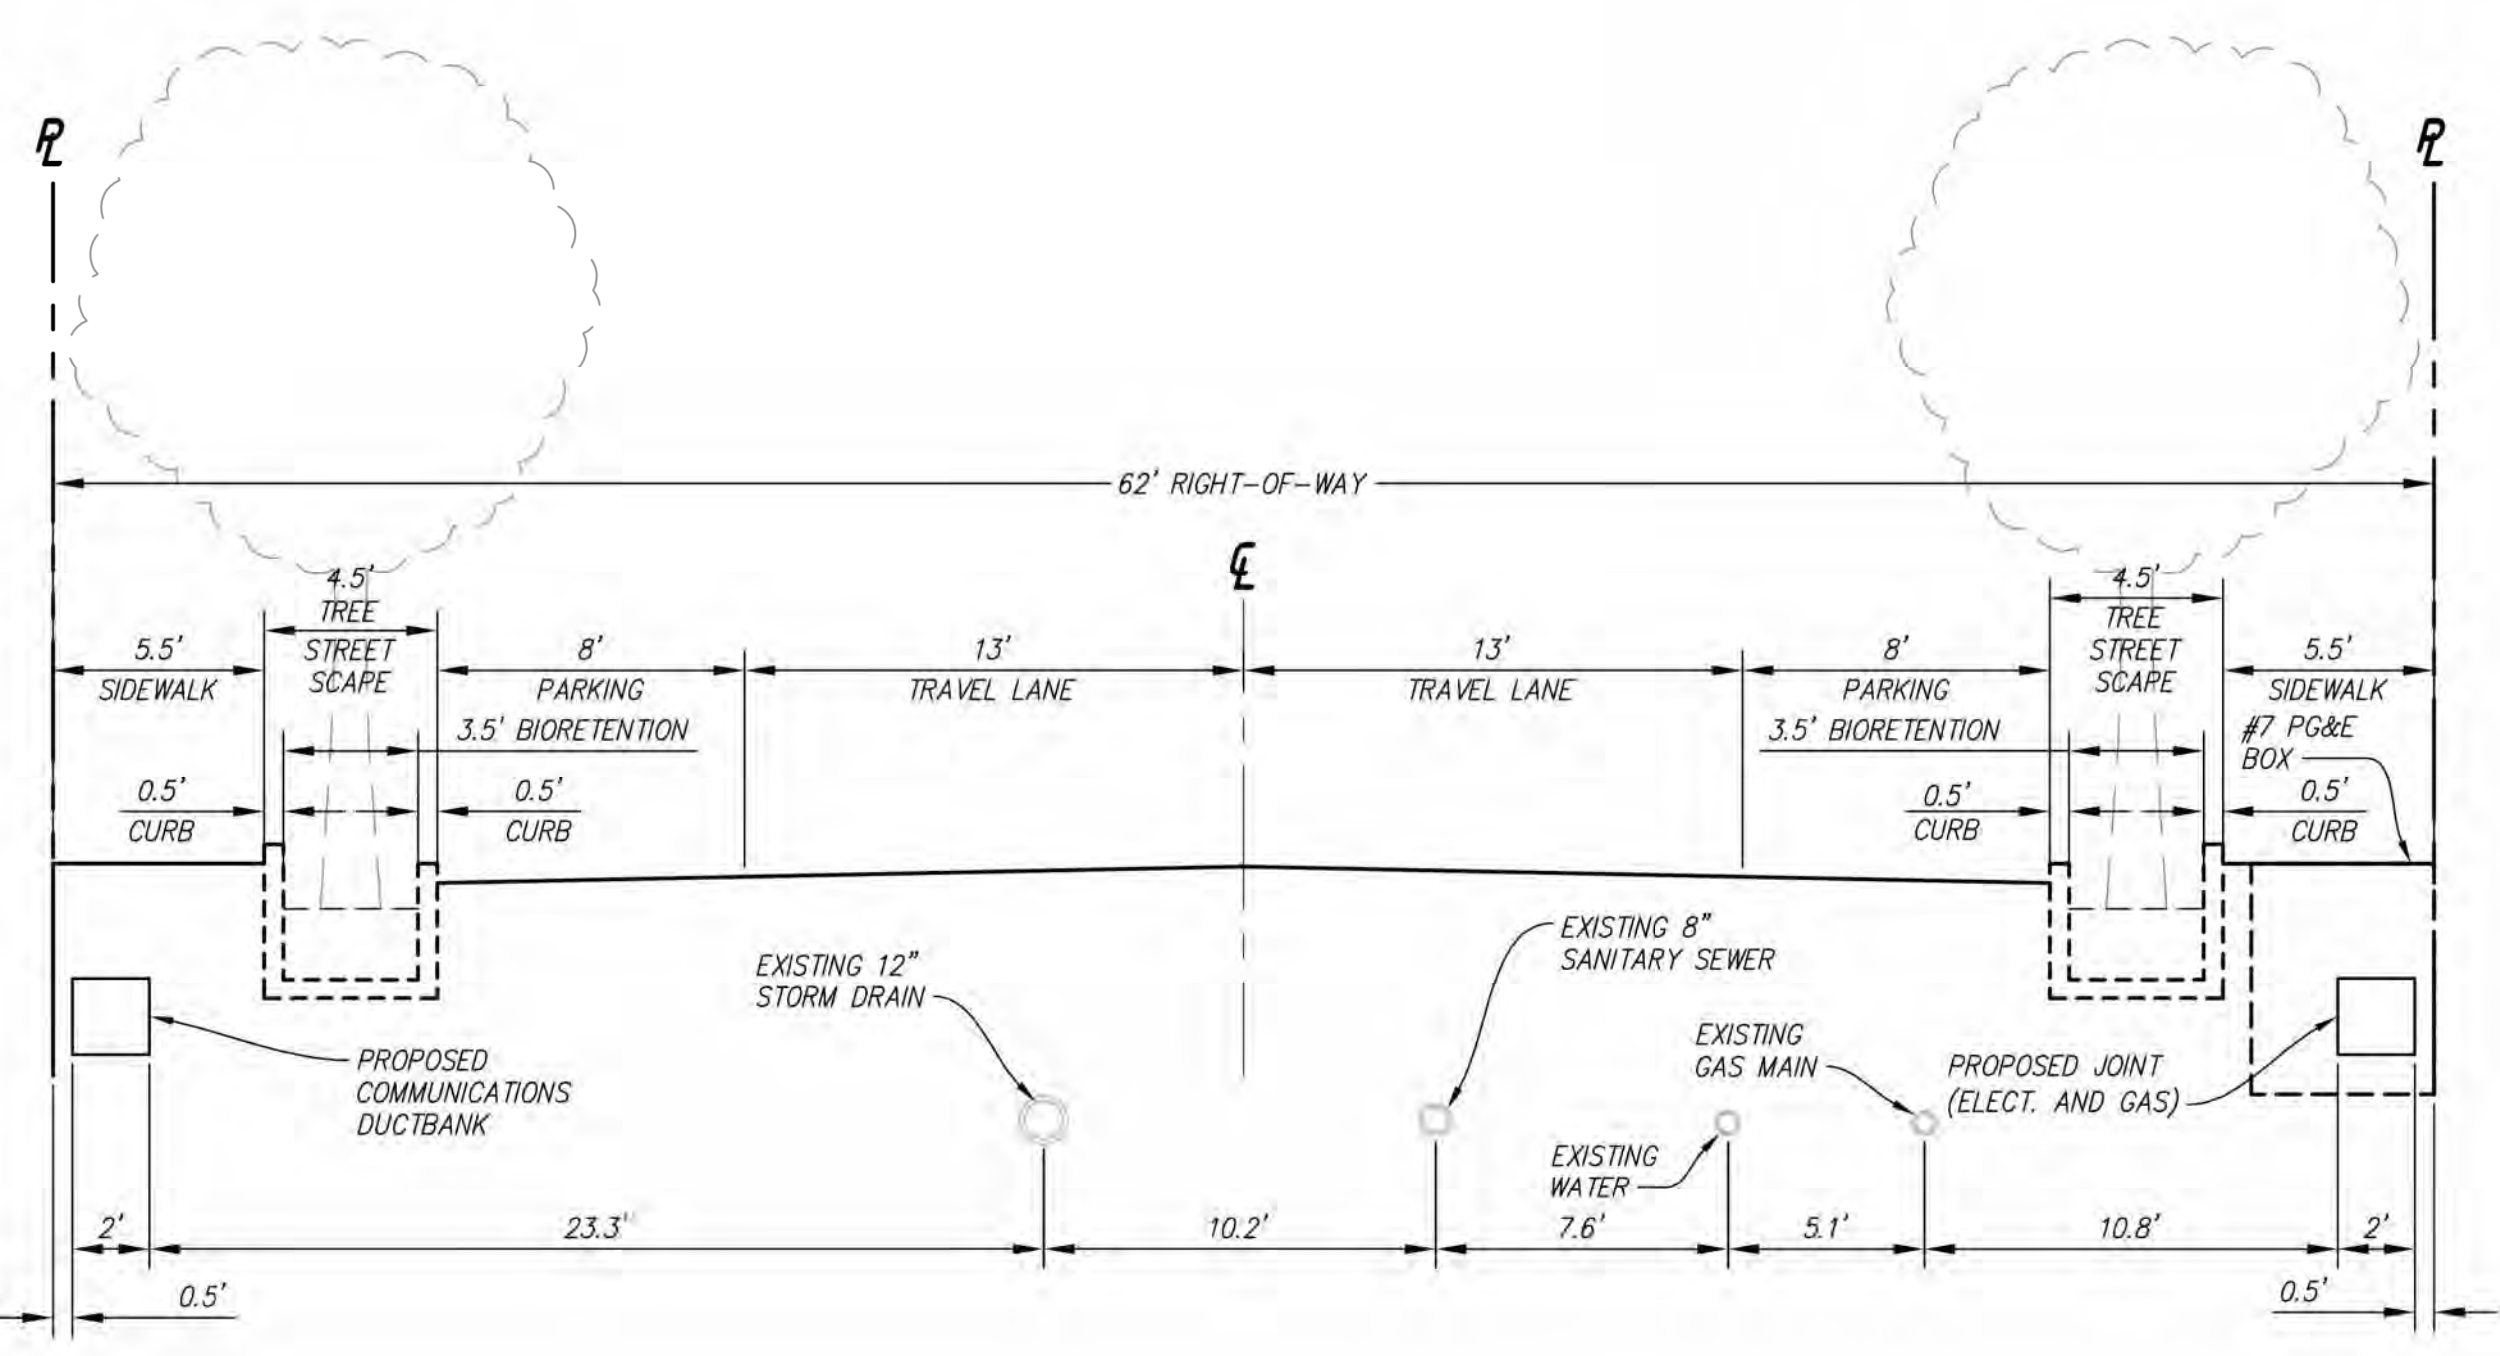 PL
PL
62' RIGHT-OF-WAY
CL
4.5'
TREE
STREET
SCAPE
4.5'
TREE
STREET
SCAPE
5.5'
SIDEWALK
8'
PARKING
13'
TRAVEL LANE
13'
TRAVEL LANE
8'
PARKING
5.5'
SIDEWALK
3.5' BIORETENTION
3.5' BIORETENTION
#7 PG&E
BOX
0.5'
CURB
0.5'
CURB
0.5'
CURB
0.5'
CURB
EXISTING 12"
STORM DRAIN
EXISTING 8"
SANITARY SEWER
EXISTING
GAS MAIN
PROPOSED JOINT
(ELECT. AND GAS)
PROPOSED
COMMUNICATIONS
DUCTBANK
EXISTING
WATER
2'
23.3'
10.2'
7.6'
5.1'
10.8'
2'
0.5'
0.5'